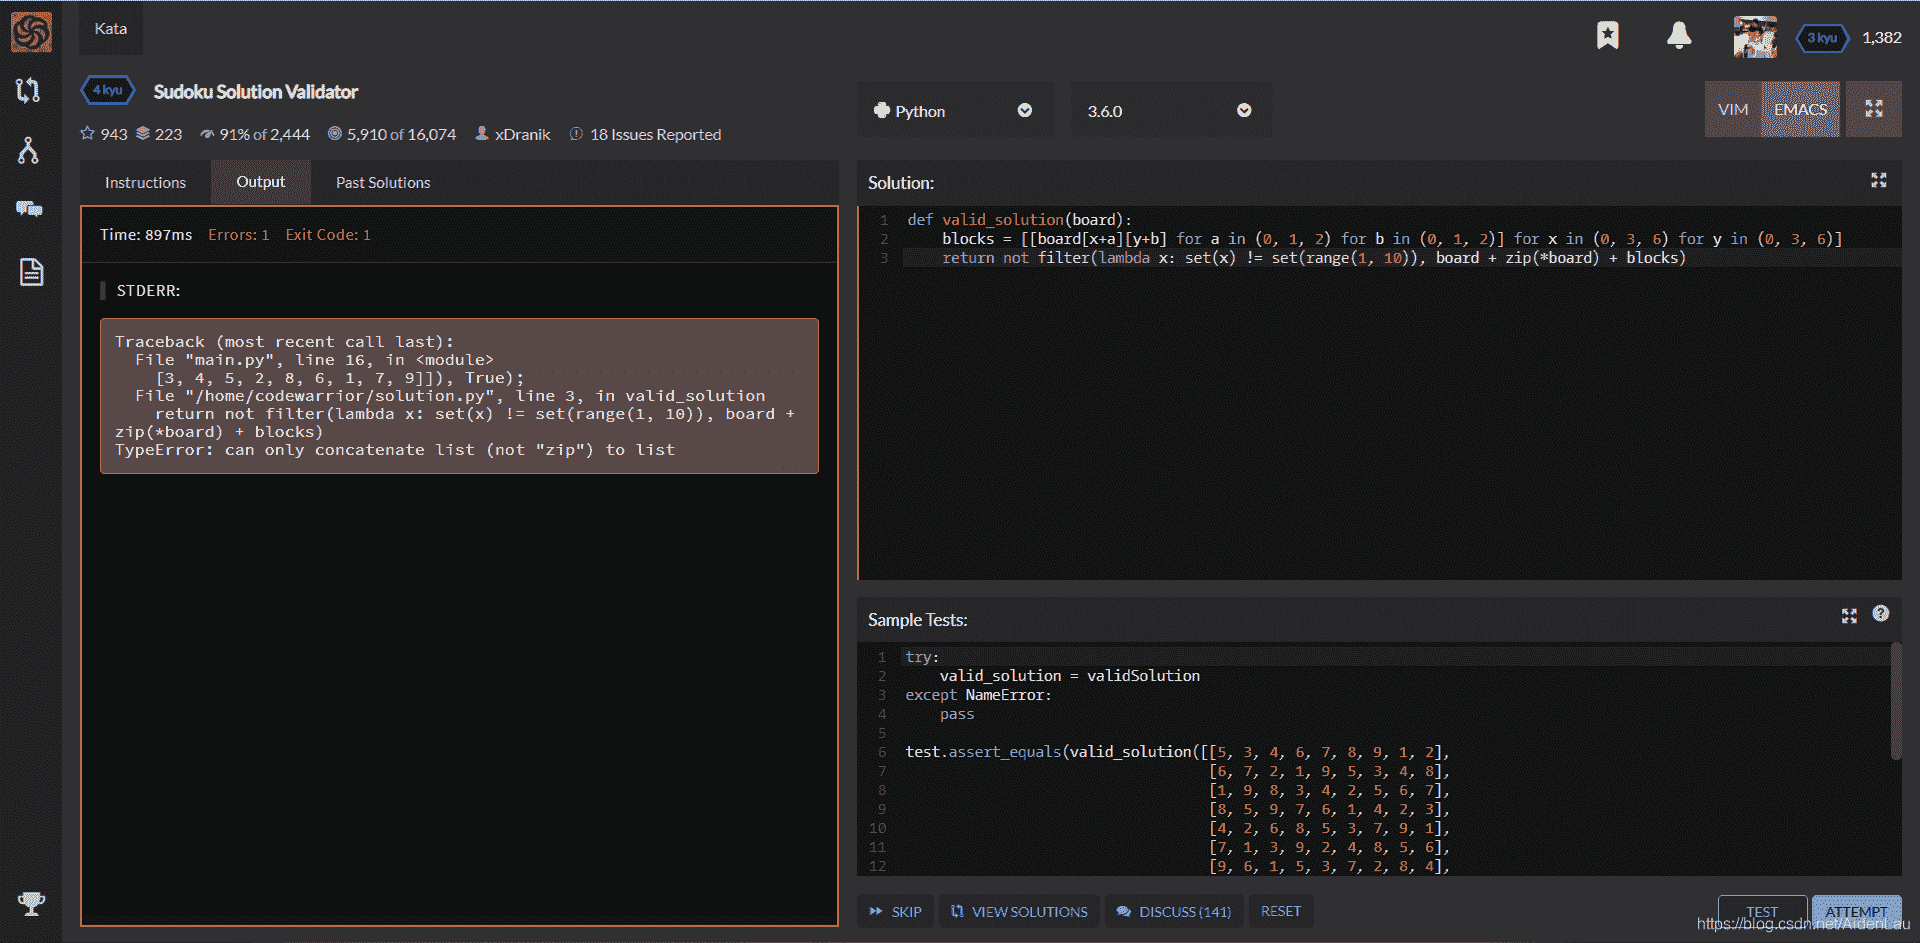 Kata
3 kyu 1,382
4 kyu Sudoku Solution Validator
943 223 91% of 2,444 5,910 of 16,074 xDranik 18 Issues Reported
Python 3.6.0 VIM EMACS
Instructions Output Past Solutions
Time: 897ms Errors: 1 Exit Code: 1
STDERR:
Traceback (most recent call last):
File "main.py", line 16, in <module>
[3, 4, 5, 2, 8, 6, 1, 7, 9]]), True);
File "/home/codewarrior/solution.py", line 3, in valid_solution
return not filter(lambda x: set(x) != set(range(1, 10)), board +
zip(*board) + blocks)
TypeError: can only concatenate list (not "zip") to list
Solution:
1 def valid_solution(board):
2 blocks = [[board[x+a][y+b] for a in (0, 1, 2) for b in (0, 1, 2)] for x in (0, 3, 6) for y in (0, 3, 6)]
3 return not filter(lambda x: set(x) != set(range(1, 10)), board + zip(*board) + blocks)
Sample Tests:
1 try:
2 valid_solution = validSolution
3 except NameError:
4 pass
5
6 test.assert_equals(valid_solution([[5, 3, 4, 6, 7, 8, 9, 1, 2],
7 [6, 7, 2, 1, 9, 5, 3, 4, 8],
8 [1, 9, 8, 3, 4, 2, 5, 6, 7],
9 [8, 5, 9, 7, 6, 1, 4, 2, 3],
10 [4, 2, 6, 8, 5, 3, 7, 9, 1],
11 [7, 1, 3, 9, 2, 4, 8, 5, 6],
12 [9, 6, 1, 5, 3, 7, 2, 8, 4],
SKIP VIEW SOLUTIONS DISCUSS (141) RESET TEST ATTEMPT
https://blog.csdn.net/AidenLau